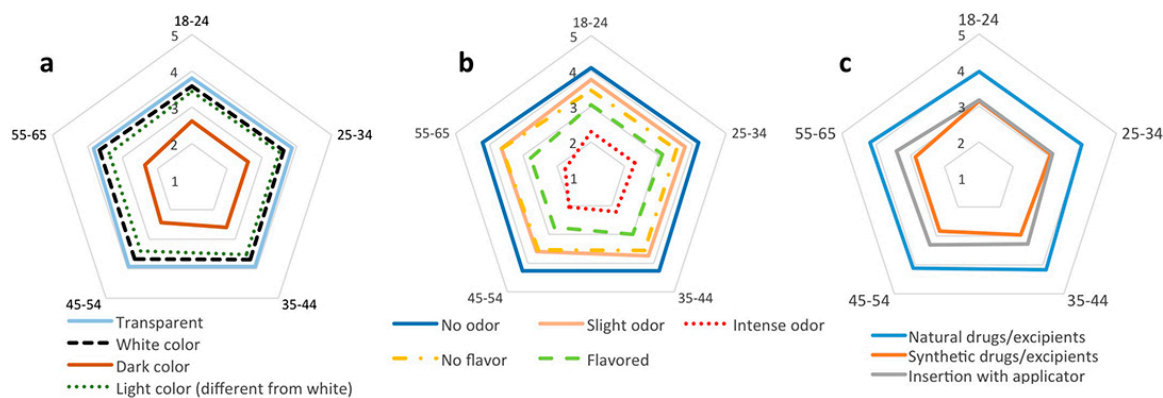 a
18-24
5
4
3
2
1
25-34
35-44
45-54
55-65
Transparent
White color
Dark color
Light color (different from white)
b
18-24
5
4
3
2
1
25-34
35-44
45-54
55-65
No odor
Slight odor
Intense odor
No flavor
Flavored
c
18-24
5
4
3
2
1
25-34
35-44
45-54
55-65
Natural drugs/excipients
Synthetic drugs/excipients
Insertion with applicator